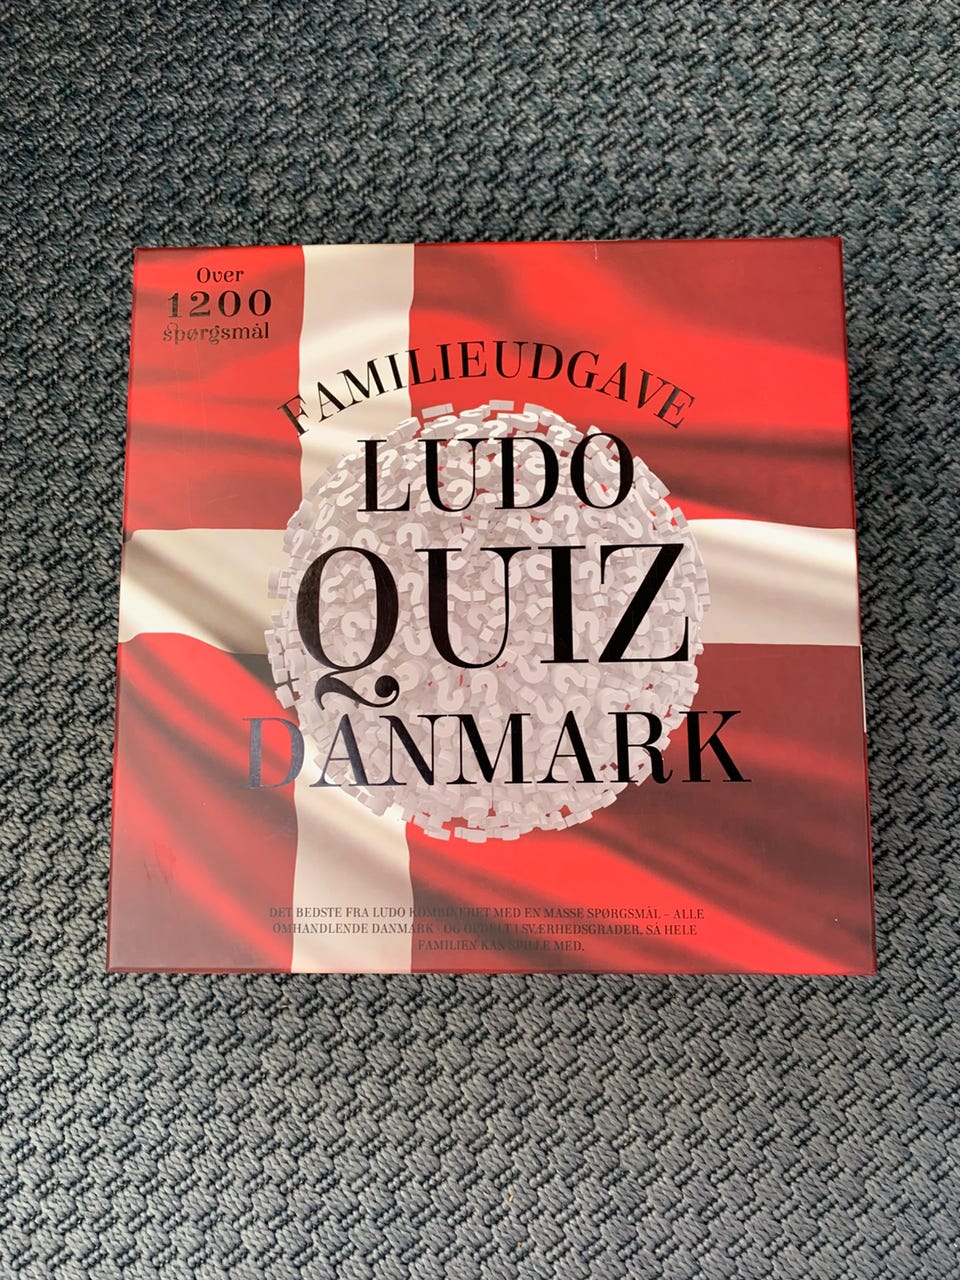 Over
1200
spørgsmål
FAMILIEUDGAVE
LUDO
QUIZ
DANMARK
DET BEDSTE FRA LUDO KOMBINERET MED EN MASSE SPØRGSMÅL – ALLE
OMHANDLENDE DANMARK - OG OPDELT I SVÆRHEDSGRADER, SÅ HELE
FAMILIEN KAN SPILLE MED.